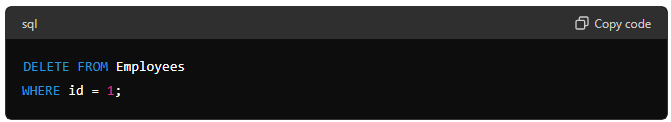 sql
Copy code
DELETE FROM Employees
WHERE id = 1;